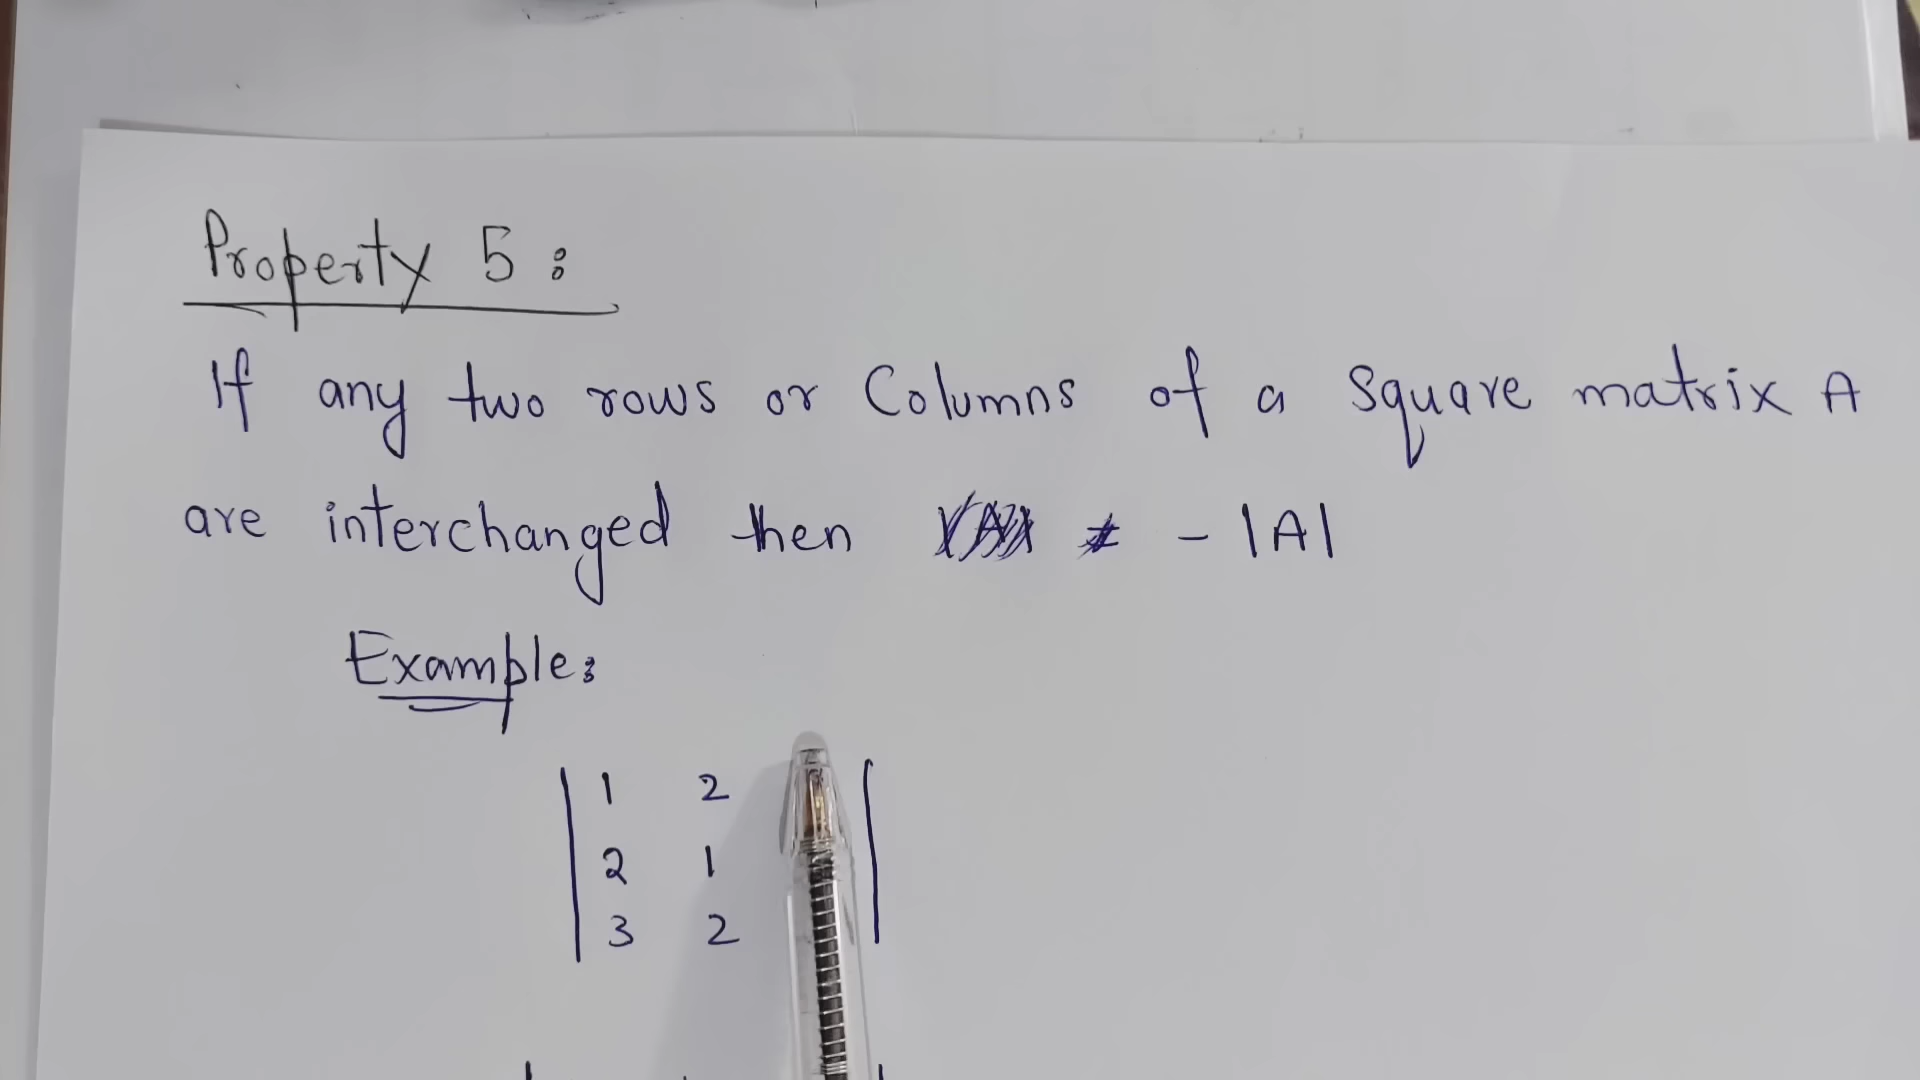 Property 5 :
If any two rows or Columns of a square matrix A
are interchanged then - |A|
Example:
1 2
2 1
3 2